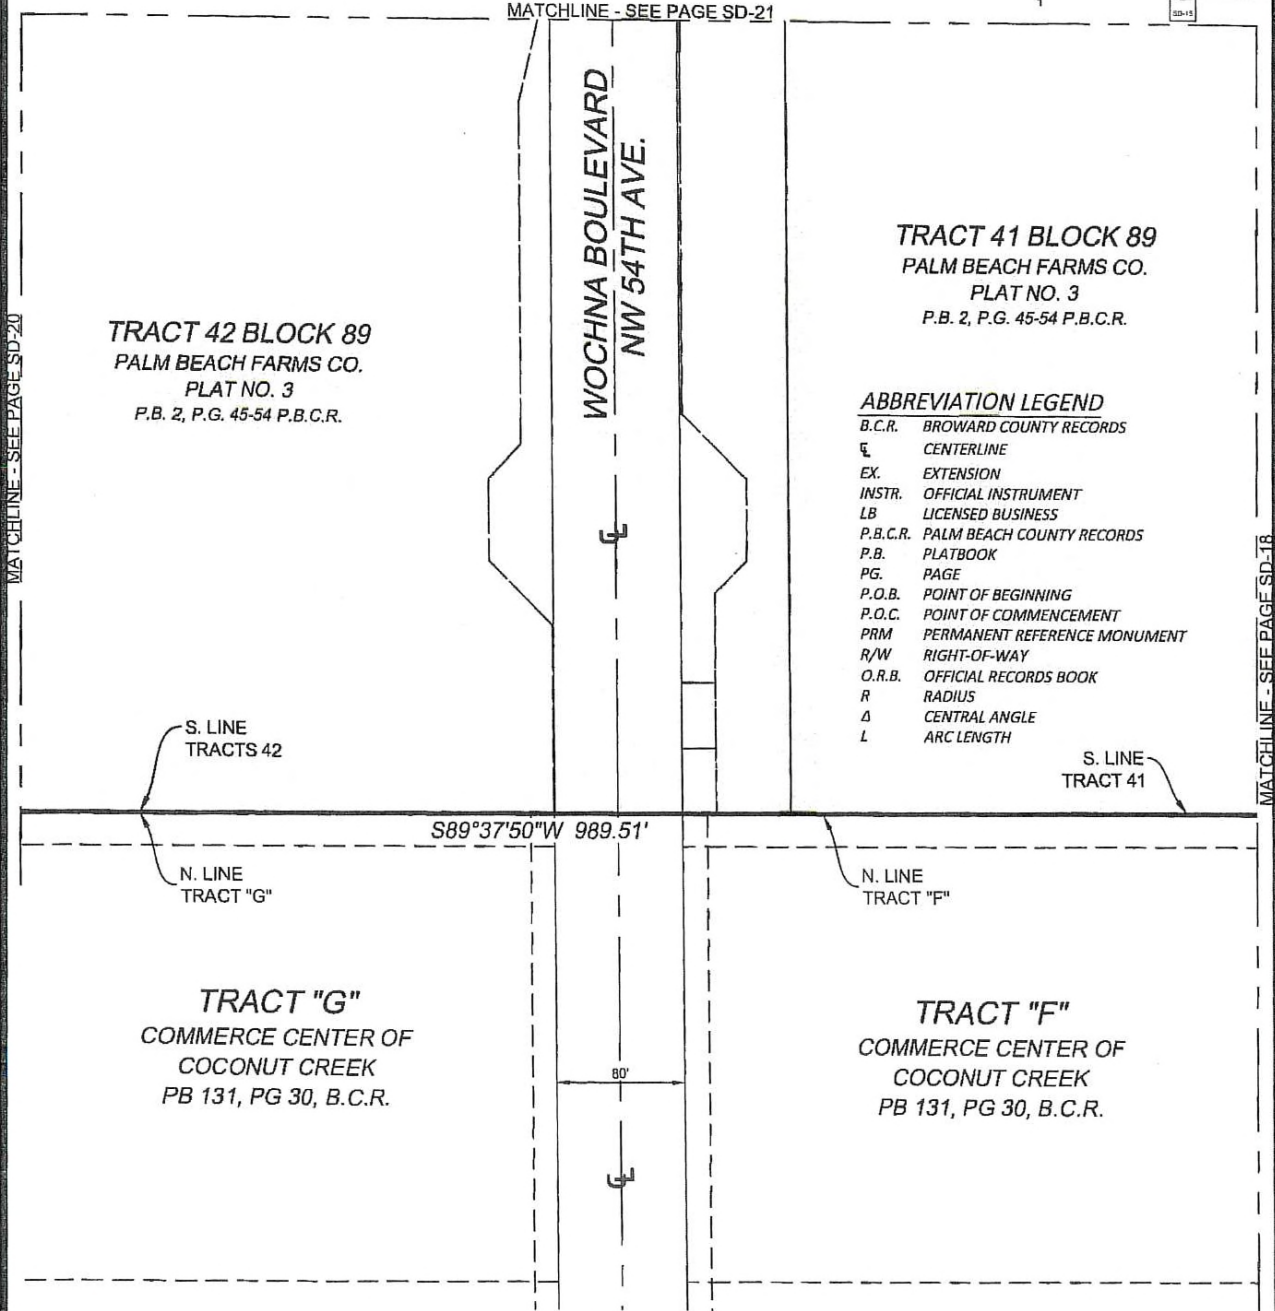 MATCHLINE - SEE PAGE SD-21
SD-15
WOCHNA BOULEVARD
NW 54TH AVE.
TRACT 41 BLOCK 89
PALM BEACH FARMS CO.
PLAT NO. 3
P.B. 2, P.G. 45-54 P.B.C.R.
TRACT 42 BLOCK 89
PALM BEACH FARMS CO.
PLAT NO. 3
P.B. 2, P.G. 45-54 P.B.C.R.
MATCHLINE - SEE PAGE SD-20
ABBREVIATION LEGEND
B.C.R. BROWARD COUNTY RECORDS
℄ CENTERLINE
EX. EXTENSION
INSTR. OFFICIAL INSTRUMENT
LB LICENSED BUSINESS
P.B.C.R. PALM BEACH COUNTY RECORDS
P.B. PLATBOOK
PG. PAGE
P.O.B. POINT OF BEGINNING
P.O.C. POINT OF COMMENCEMENT
PRM PERMANENT REFERENCE MONUMENT
R/W RIGHT-OF-WAY
O.R.B. OFFICIAL RECORDS BOOK
R RADIUS
Δ CENTRAL ANGLE
L ARC LENGTH
℄
MATCHLINE - SEE PAGE SD-18
S. LINE
TRACTS 42
S. LINE
TRACT 41
S89°37'50"W 989.51'
N. LINE
TRACT "G"
N. LINE
TRACT "F"
TRACT "G"
COMMERCE CENTER OF
COCONUT CREEK
PB 131, PG 30, B.C.R.
TRACT "F"
COMMERCE CENTER OF
COCONUT CREEK
PB 131, PG 30, B.C.R.
80'
℄